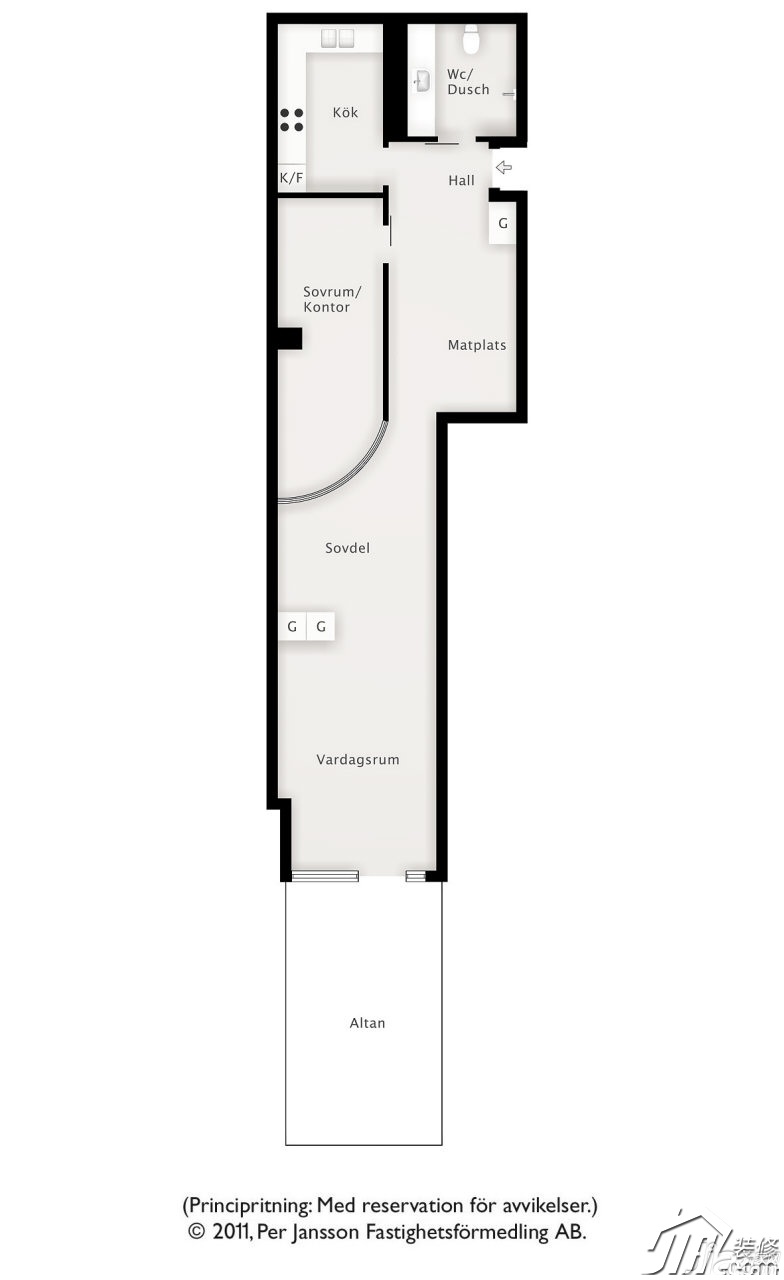 Wc/
Dusch
Kök
K/F
Hall
G
Sovrum/
Kontor
Matplats
Sovdel
G G
Vardagsrum
Altan
(Principritning: Med reservation för avvikelser.)
© 2011, Per Jansson Fastighetsförmedling AB.
装修
.com